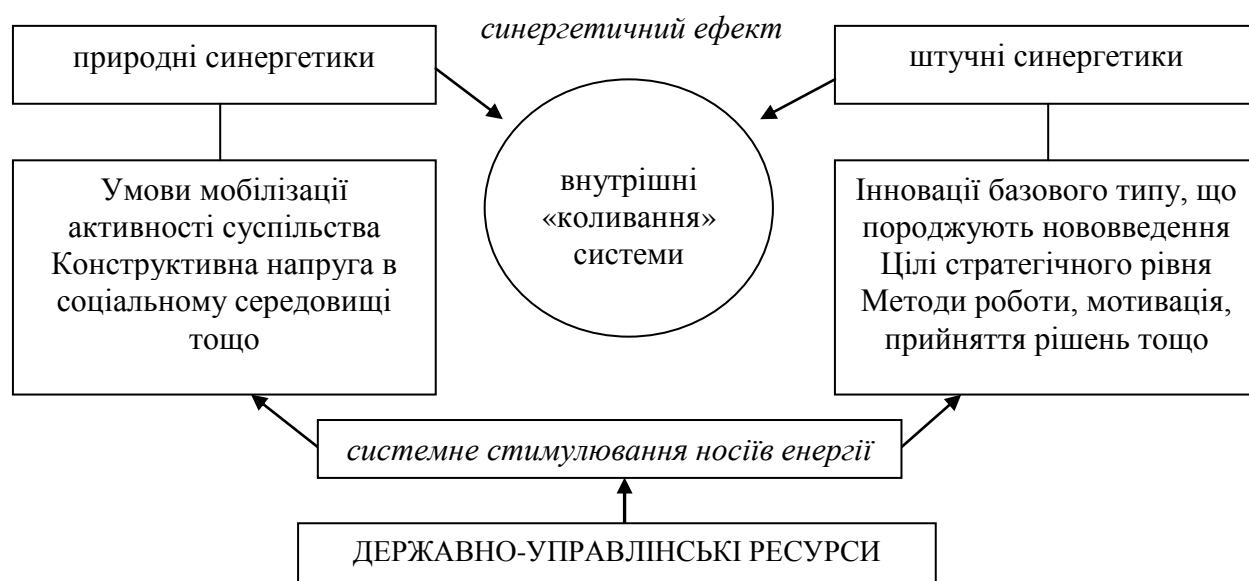 синергетичний ефект
природні синергетики
штучні синергетики
Умови мобілізації
активності суспільства
Конструктивна напруга в
соціальному середовищі
тощо
внутрішні
«коливання»
системи
Інновації базового типу, що
породжують нововведення
Цілі стратегічного рівня
Методи роботи, мотивація,
прийняття рішень тощо
системне стимулювання носіїв енергії
ДЕРЖАВНО-УПРАВЛІНСЬКІ РЕСУРСИ